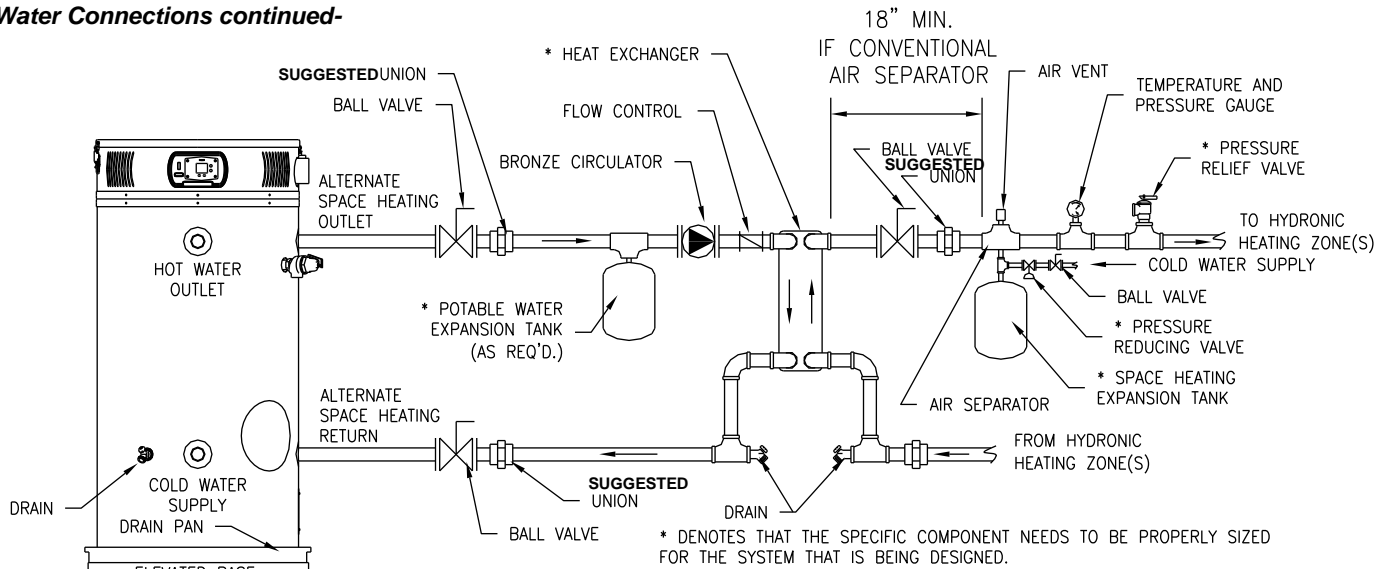 Water Connections continued-
18" MIN.
IF CONVENTIONAL
AIR SEPARATOR
* HEAT EXCHANGER
SUGGESTED UNION
BALL VALVE
FLOW CONTROL
BRONZE CIRCULATOR
BALL VALVE
SUGGESTED
UNION
AIR VENT
TEMPERATURE AND
PRESSURE GAUGE
* PRESSURE
RELIEF VALVE
ALTERNATE
SPACE HEATING
OUTLET
HOT WATER
OUTLET
TO HYDRONIC
HEATING ZONE(S)
COLD WATER SUPPLY
BALL VALVE
* PRESSURE
REDUCING VALVE
* SPACE HEATING
EXPANSION TANK
AIR SEPARATOR
* POTABLE WATER
EXPANSION TANK
(AS REQ'D.)
ALTERNATE
SPACE HEATING
RETURN
FROM HYDRONIC
HEATING ZONE(S)
COLD WATER
SUPPLY
DRAIN
DRAIN PAN
SUGGESTED
UNION
BALL VALVE
DRAIN
* DENOTES THAT THE SPECIFIC COMPONENT NEEDS TO BE PROPERLY SIZED
FOR THE SYSTEM THAT IS BEING DESIGNED.